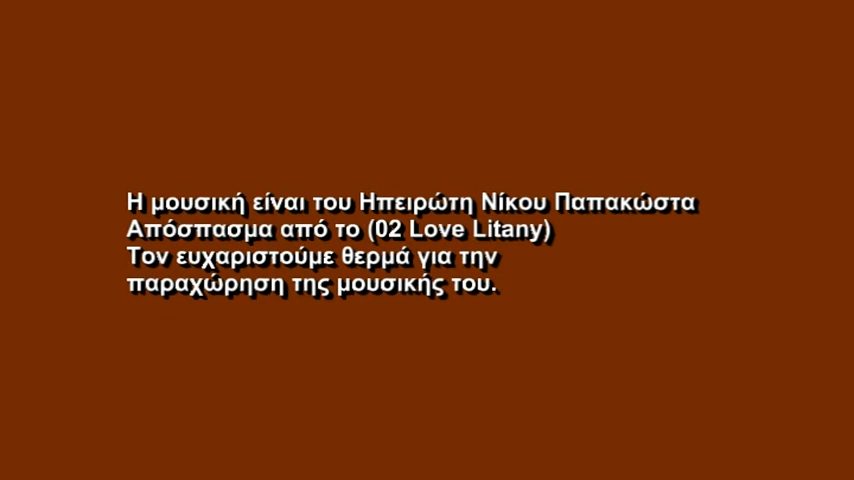 Η μουσική είναι του Ηπειρώτη Νίκου Παπακώστα
Απόσπασμα από το (02 Love Litany)
Τον ευχαριστούμε θερμά για την
παραχώρηση της μουσικής του.